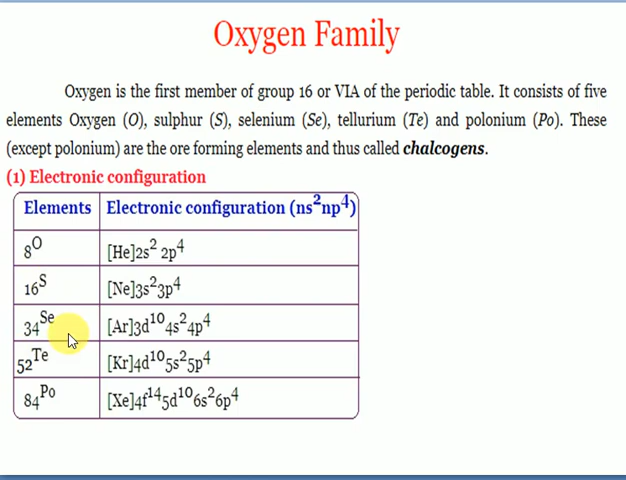 Oxygen Family
Oxygen is the first member of group 16 or VIA of the periodic table. It consists of five
elements Oxygen (O), sulphur (S), selenium (Se), tellurium (Te) and polonium (Po). These
(except polonium) are the ore forming elements and thus called chalcogens.
(1) Electronic configuration
Elements Electronic configuration (ns²np⁴)
₈O [He]2s² 2p⁴
₁₆S [Ne]3s²3p⁴
₃₄Se [Ar]3d¹⁰4s²4p⁴
₅₂Te [Kr]4d¹⁰5s²5p⁴
₈₄Po [Xe]4f¹⁴5d¹⁰6s²6p⁴